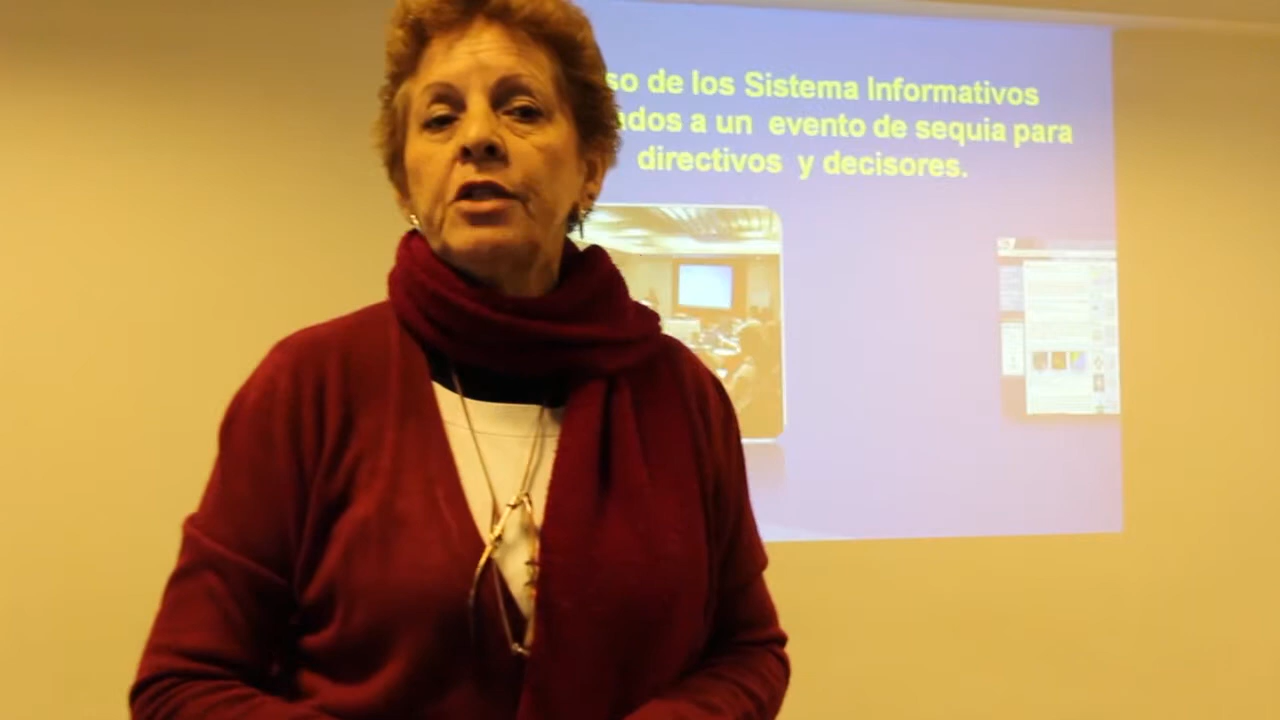 so de los Sistema Informativos
ados a un evento de sequia para
directivos y decisores.